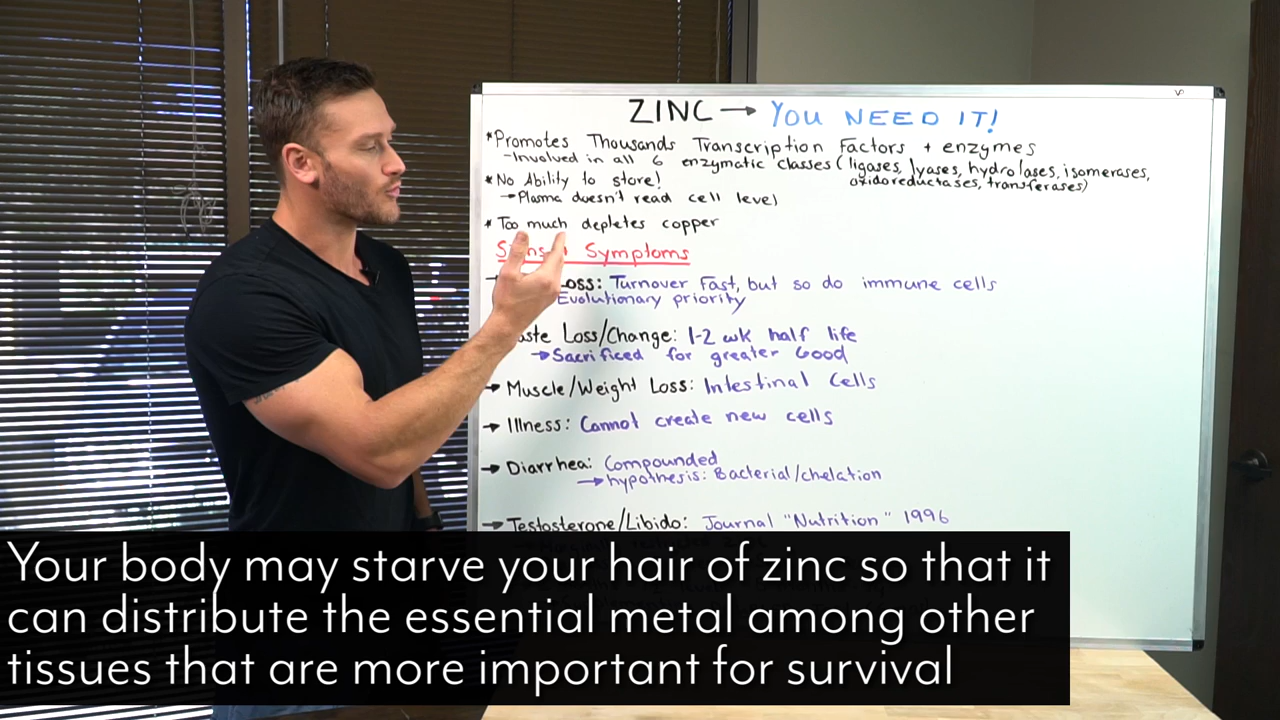 ZINC → YOU NEED IT!
*Promotes Thousands Transcription Factors + enzymes
-Involved in all 6 enzymatic classes (ligases, lyases, hydrolases, isomerases,
oxidoreductases, transferases)
*No Ability to store!
→Plasma doesn't read cell level
*Too much depletes copper
Symptoms
→ oss: Turnover Fast, but so do immune cells
Evolutionary priority
aste Loss/Change: 1-2 wk half life
→Sacrificed for greater Good
→ Muscle/Weight Loss: Intestinal Cells
→ Illness: Cannot create new cells
→ Diarrhea: Compounded
→hypothesis: Bacterial/chelation
→Testosterone/Libido: Journal "Nutrition" 1996
Your body may starve your hair of zinc so that it
can distribute the essential metal among other
tissues that are more important for survival